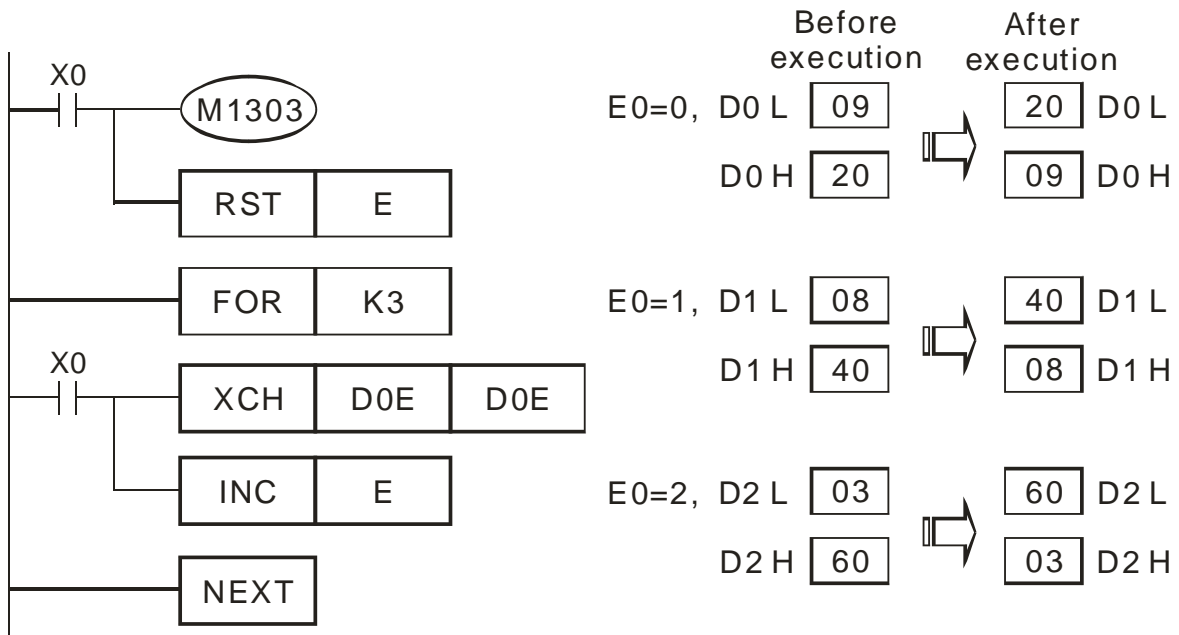 X0
M1303
RST E
FOR K3
X0
XCH D0E D0E
INC E
NEXT
Before execution
After execution
E0=0, D0 L 09 20 D0 L
D0 H 20 09 D0 H
E0=1, D1 L 08 40 D1 L
D1 H 40 08 D1 H
E0=2, D2 L 03 60 D2 L
D2 H 60 03 D2 H